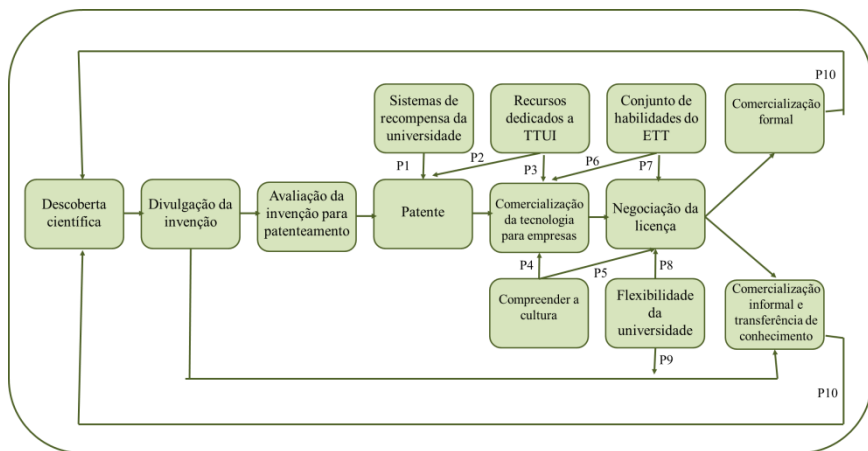 P10
Sistemas de
recompensa da
universidade
Recursos
dedicados a
TTUI
Conjunto de
habilidades do
ETT
Comercialização
formal
P1
P2
P3
P6
P7
Descoberta
científica
Divulgação da
invenção
Avaliação da
invenção para
patenteamento
Patente
Comercialização
da tecnologia
para empresas
Negociação da
licença
P4
P5
P8
Compreender a
cultura
Flexibilidade
da
universidade
Comercialização
informal e
transferência de
conhecimento
P9
P10